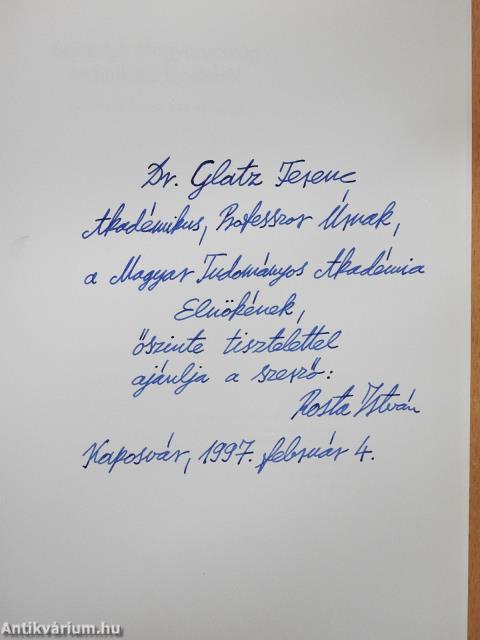 Dr. Glatz Ferenc
Akadémikus, Professzor Úrnak,
a Magyar Tudományos Akadémia
Elnökének,
őszinte tisztelettel
ajánlja a szerző:
Rosta István
Kaposvár, 1997. február 4.
Antikvárium.hu